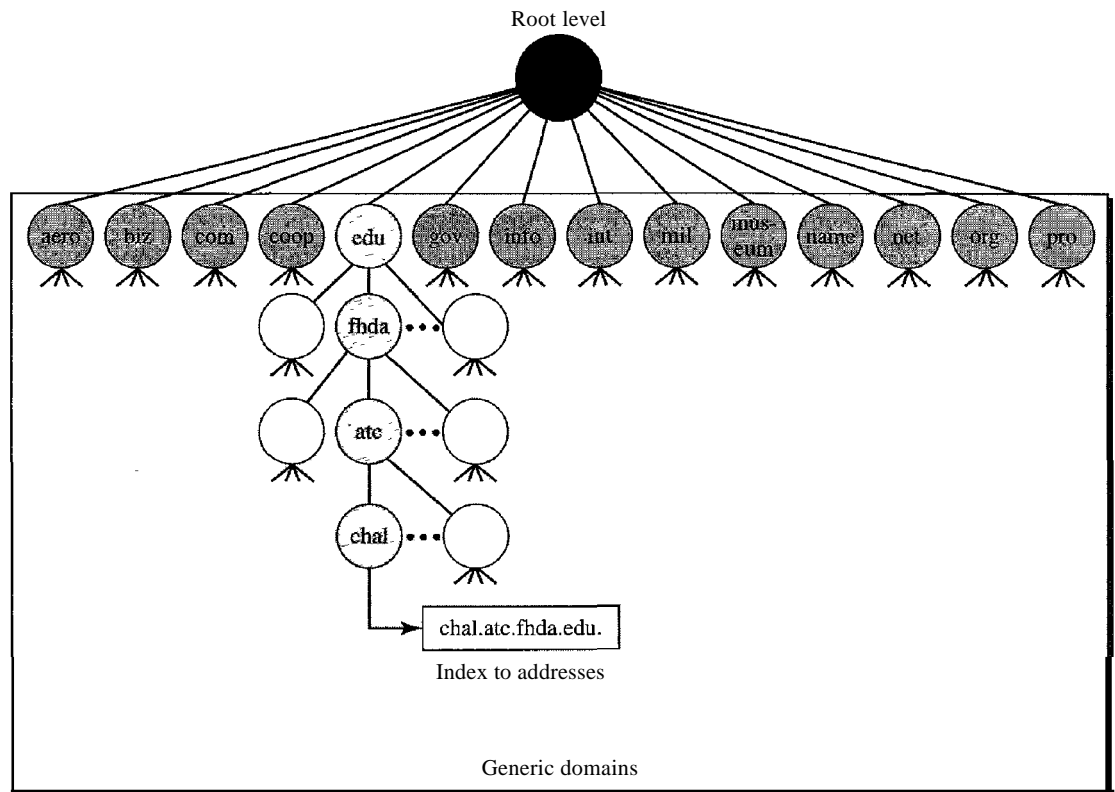 Root level
aero biz com coop edu gov info int mil mus-
eum name net org pro
fhda
atc
chal
chal.atc.fhda.edu.
Index to addresses
Generic domains